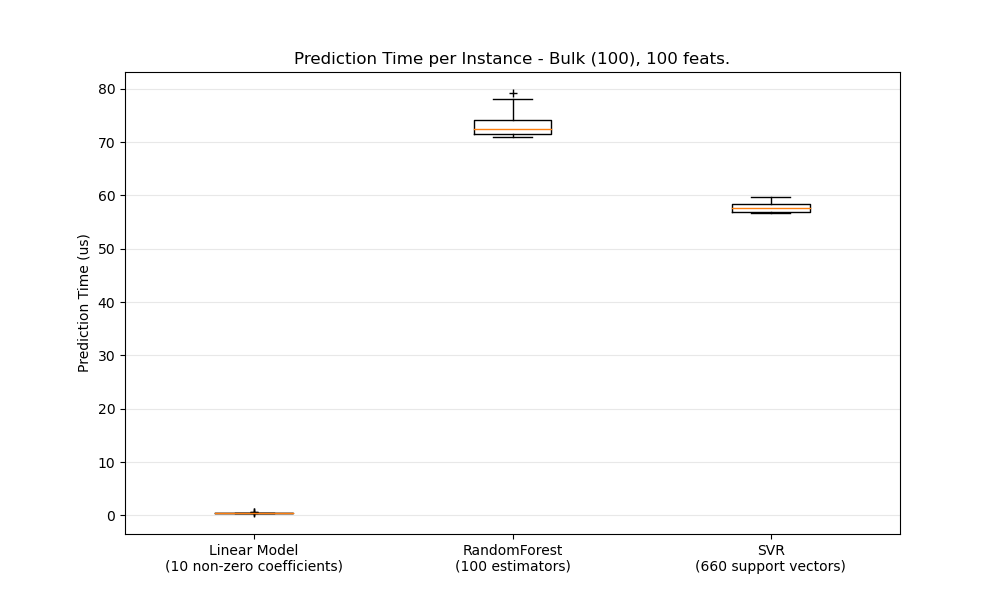 Prediction Time per Instance - Bulk (100), 100 feats.
Prediction Time (us)
80
70
60
50
40
30
20
10
0
Linear Model
(10 non-zero coefficients)
RandomForest
(100 estimators)
SVR
(660 support vectors)